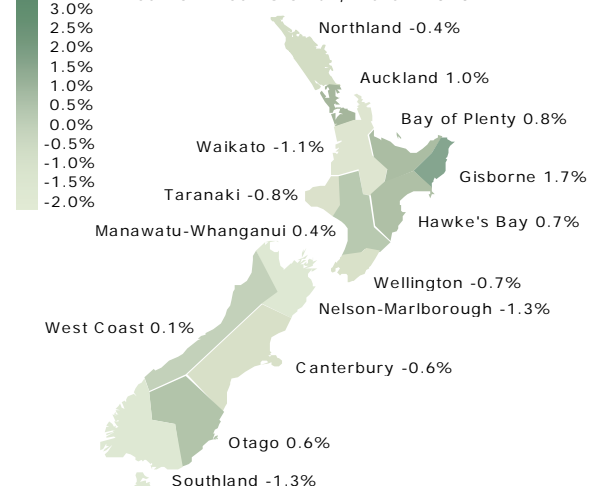 3.0%
2.5%
2.0%
1.5%
1.0%
0.5%
0.0%
-0.5%
-1.0%
-1.5%
-2.0%
Northland -0.4%
Auckland 1.0%
Bay of Plenty 0.8%
Waikato -1.1%
Gisborne 1.7%
Taranaki -0.8%
Hawke's Bay 0.7%
Manawatu-Whanganui 0.4%
Wellington -0.7%
Nelson-Marlborough -1.3%
West Coast 0.1%
Canterbury -0.6%
Otago 0.6%
Southland -1.3%